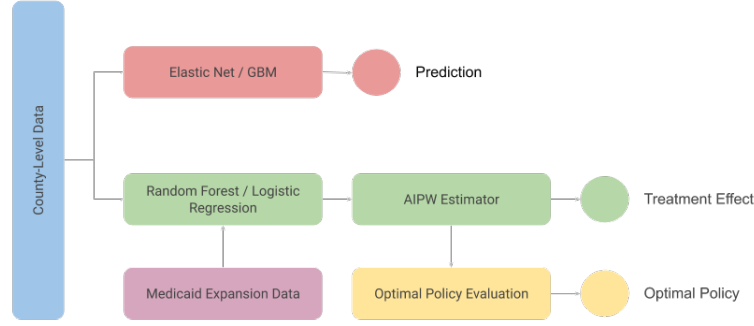 County-Level Data
Elastic Net / GBM
Prediction
Random Forest / Logistic
Regression
AIPW Estimator
Treatment Effect
Medicaid Expansion Data
Optimal Policy Evaluation
Optimal Policy